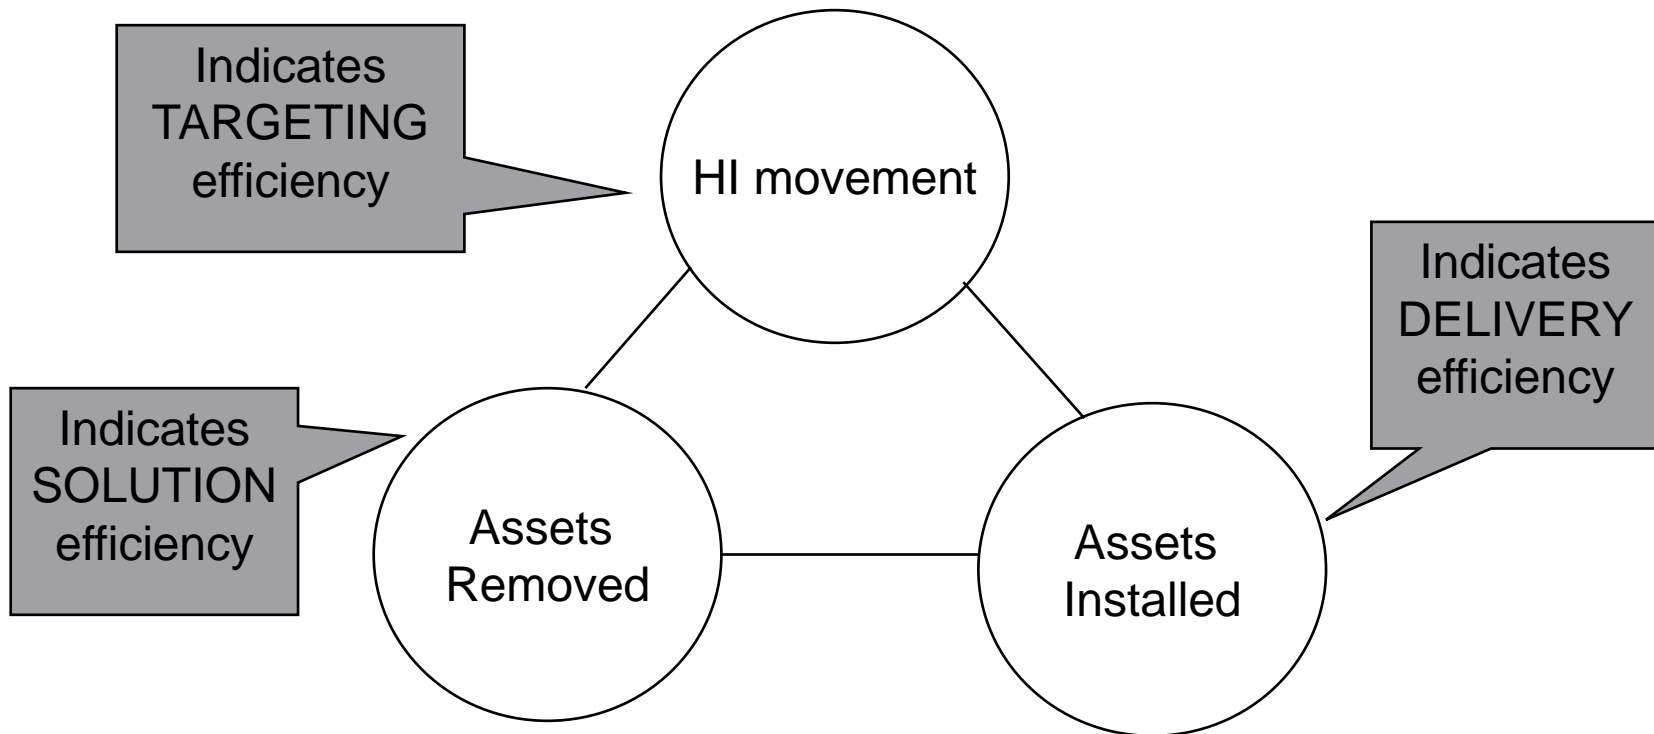 Indicates
TARGETING
efficiency
HI movement
Indicates
DELIVERY
efficiency
Indicates
SOLUTION
efficiency
Assets
Removed
Assets
Installed